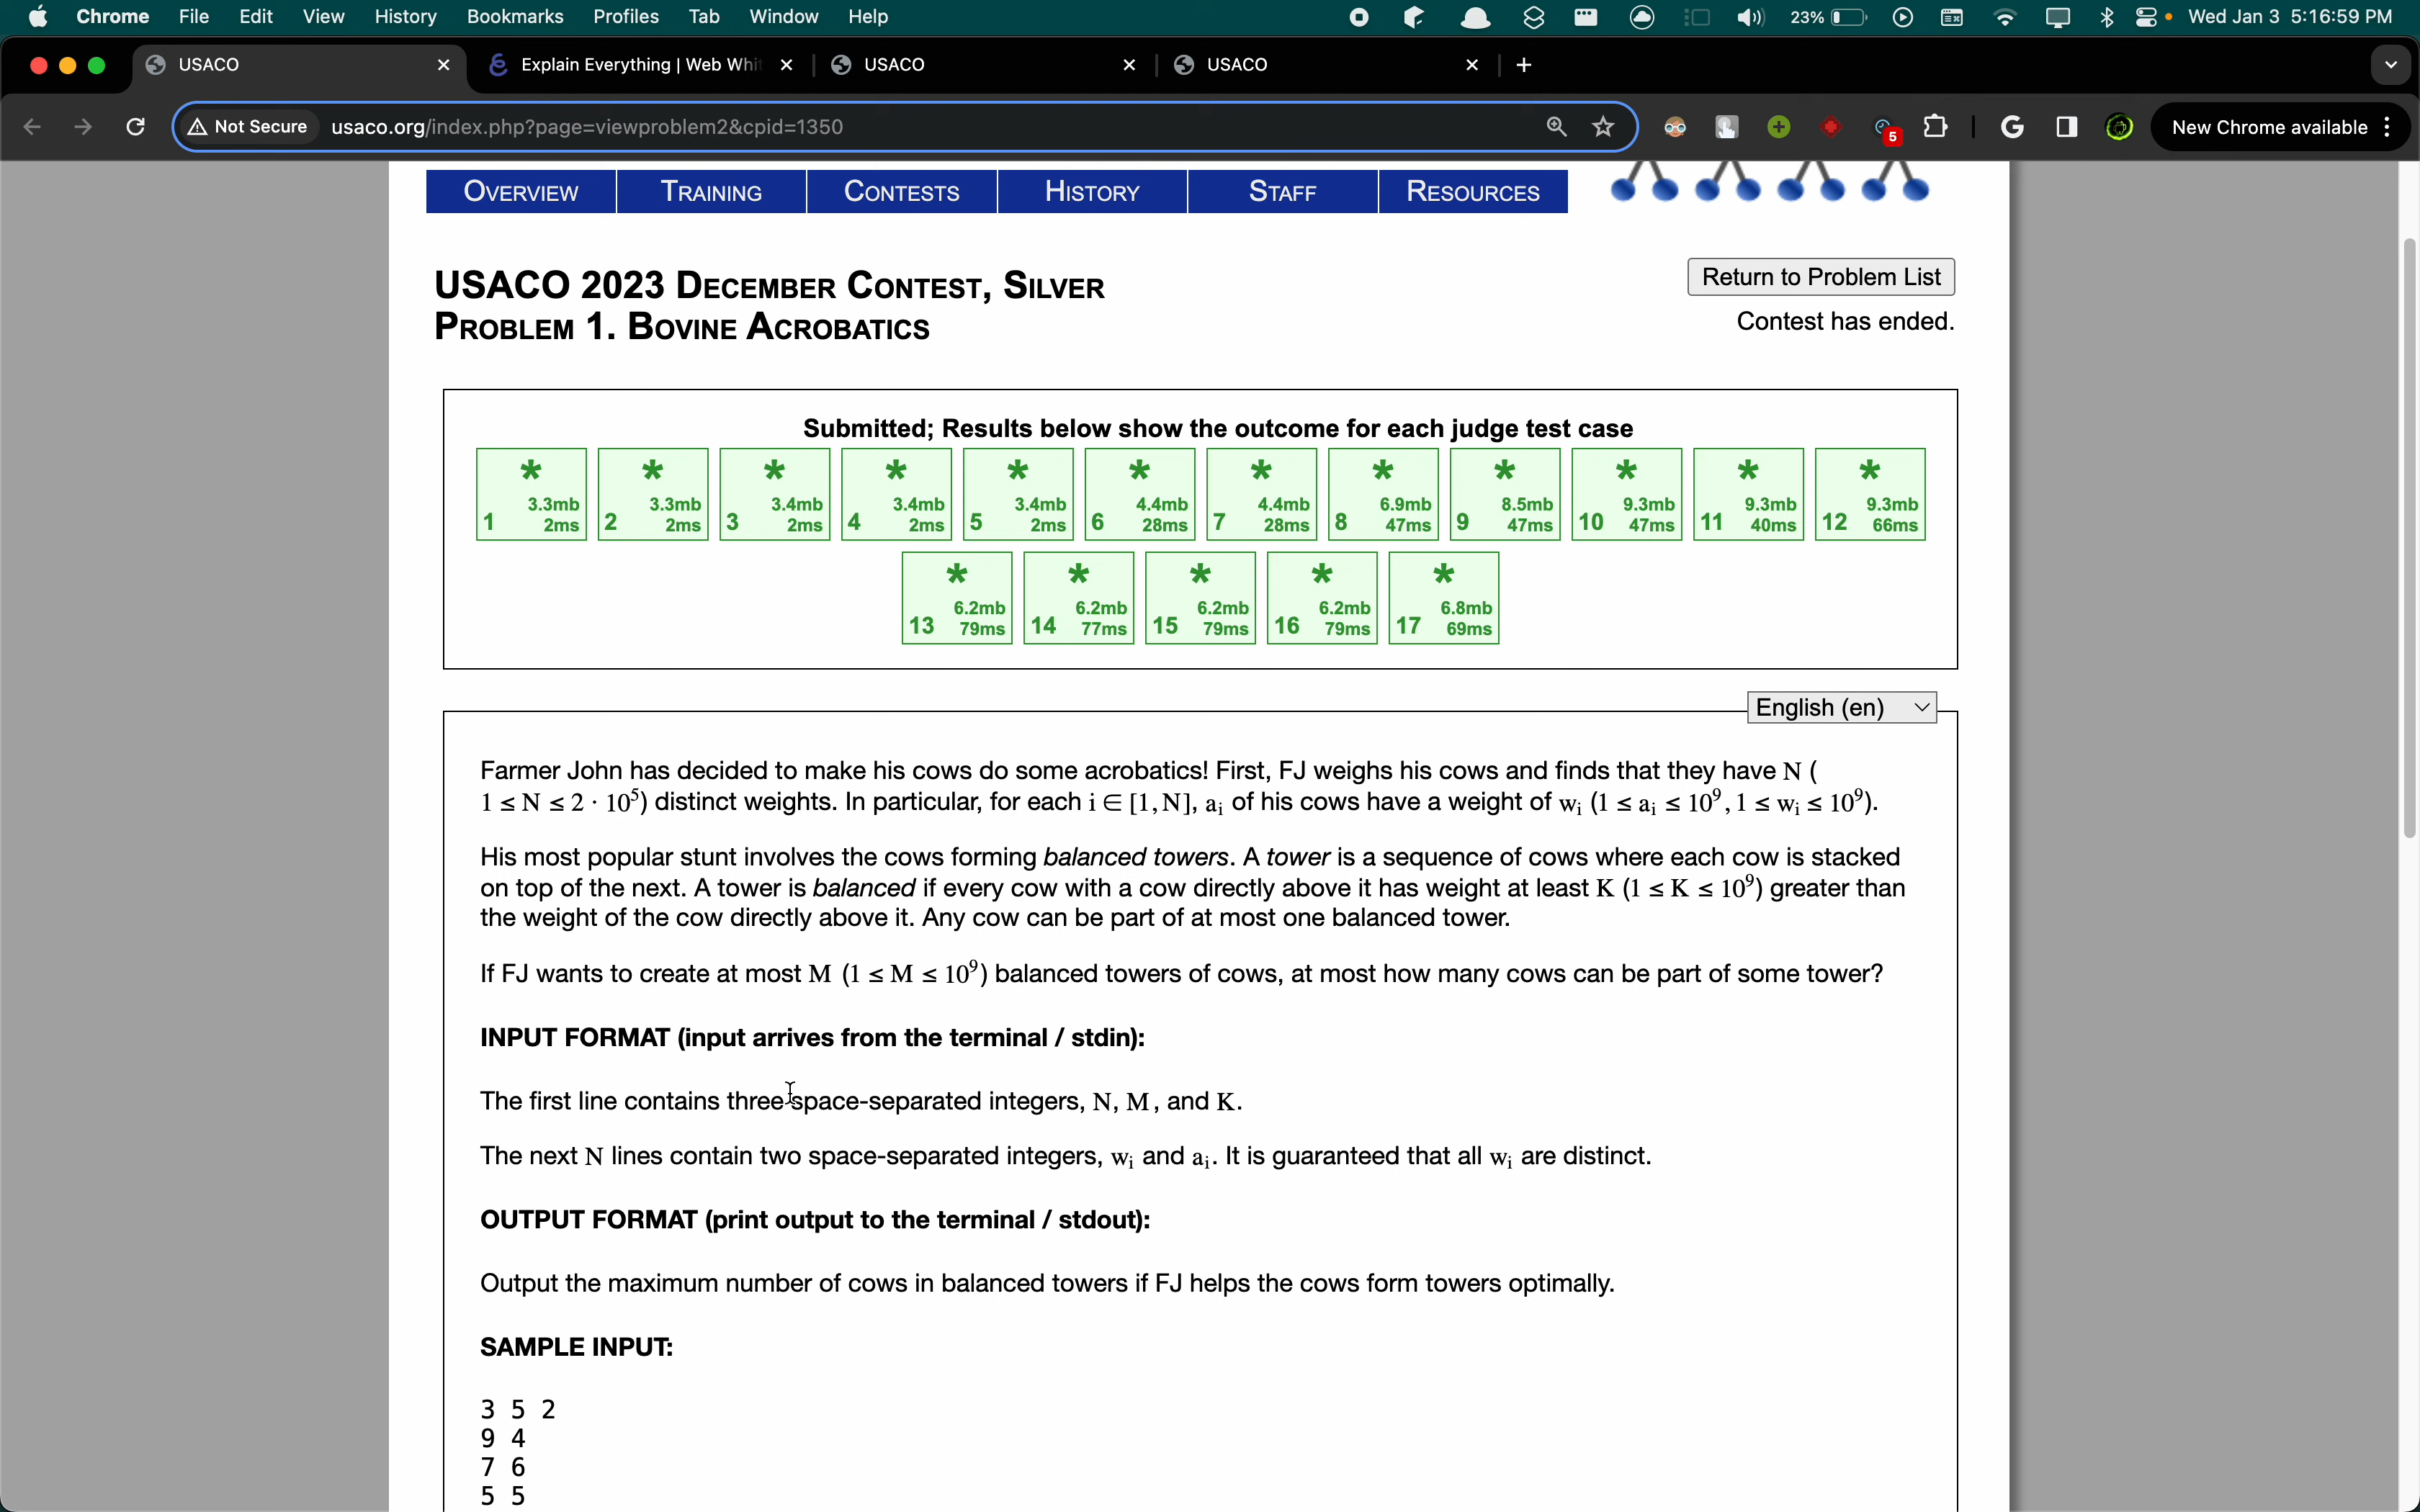 Chrome File Edit View History Bookmarks Profiles Tab Window Help 23% Wed Jan 3 5:16:59 PM
USACO Explain Everything | Web Whi USACO USACO
Not Secure usaco.org/index.php?page=viewproblem2&cpid=1350 5 New Chrome available
OVERVIEW TRAINING CONTESTS HISTORY STAFF RESOURCES
USACO 2023 DECEMBER CONTEST, SILVER
PROBLEM 1. BOVINE ACROBATICS
Return to Problem List
Contest has ended.
Submitted; Results below show the outcome for each judge test case
* * * * * * * * * * * *
3.3mb 3.3mb 3.4mb 3.4mb 3.4mb 4.4mb 4.4mb 6.9mb 8.5mb 9.3mb 9.3mb 9.3mb
1 2ms 2 2ms 3 2ms 4 2ms 5 2ms 6 28ms 7 28ms 8 47ms 9 47ms 10 47ms 11 40ms 12 66ms
* * * * *
6.2mb 6.2mb 6.2mb 6.2mb 6.8mb
13 79ms 14 77ms 15 79ms 16 79ms 17 69ms
English (en)
Farmer John has decided to make his cows do some acrobatics! First, FJ weighs his cows and finds that they have N (
1 ≤ N ≤ 2 · 10⁵) distinct weights. In particular, for each i ∈ [1, N], aᵢ of his cows have a weight of wᵢ (1 ≤ aᵢ ≤ 10⁹, 1 ≤ wᵢ ≤ 10⁹).
His most popular stunt involves the cows forming balanced towers. A tower is a sequence of cows where each cow is stacked
on top of the next. A tower is balanced if every cow with a cow directly above it has weight at least K (1 ≤ K ≤ 10⁹) greater than
the weight of the cow directly above it. Any cow can be part of at most one balanced tower.
If FJ wants to create at most M (1 ≤ M ≤ 10⁹) balanced towers of cows, at most how many cows can be part of some tower?
INPUT FORMAT (input arrives from the terminal / stdin):
The first line contains three space-separated integers, N, M, and K.
The next N lines contain two space-separated integers, wᵢ and aᵢ. It is guaranteed that all wᵢ are distinct.
OUTPUT FORMAT (print output to the terminal / stdout):
Output the maximum number of cows in balanced towers if FJ helps the cows form towers optimally.
SAMPLE INPUT:
3 5 2
9 4
7 6
5 5